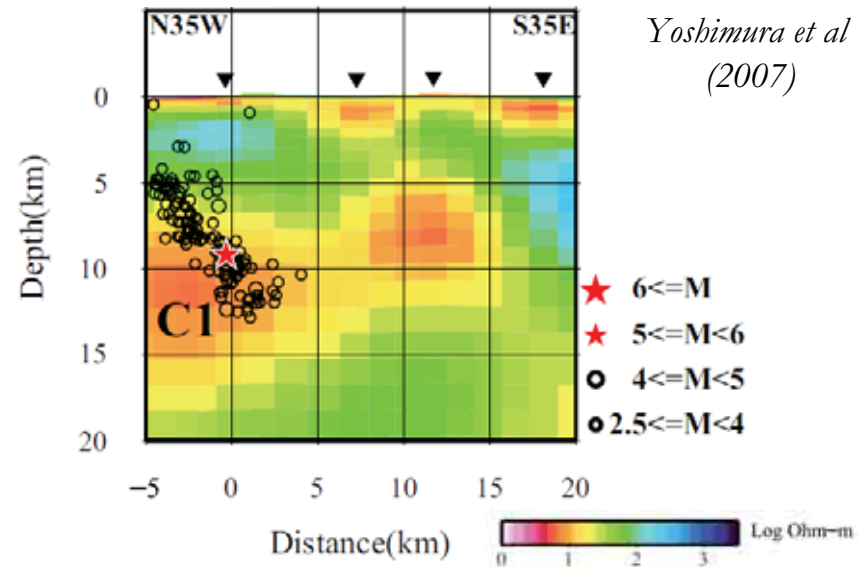 N35W S35E
Yoshimura et al
(2007)
0
5
10
15
20
Depth(km)
C1
6<=M
5<=M<6
4<=M<5
2.5<=M<4
−5 0 5 10 15 20
Distance(km)
Log Ohm−m
0 1 2 3